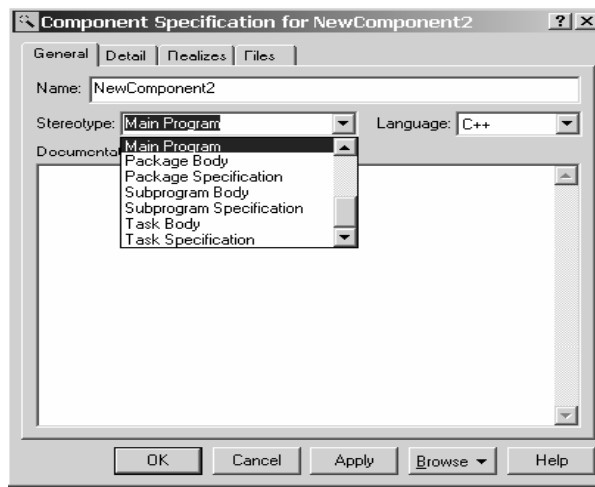 Component Specification for NewComponent2
General Detail Realizes Files
Name: NewComponent2
Stereotype: Main Program Language: C++
Documenta
Main Program
Package Body
Package Specification
Subprogram Body
Subprogram Specification
Task Body
Task Specification
OK Cancel Apply Browse Help